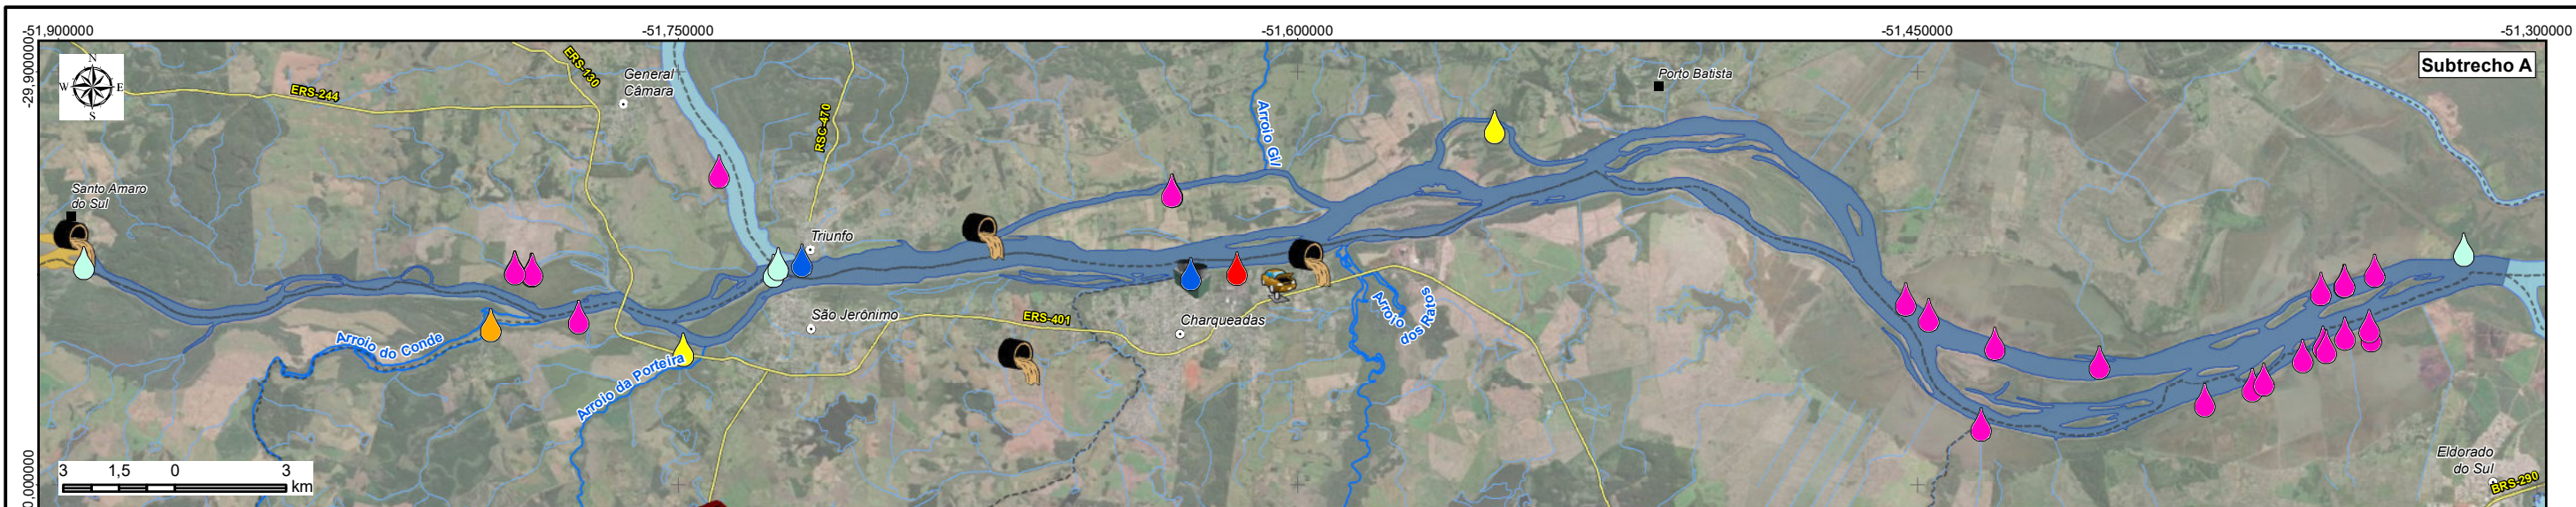 -51,900000
-51,750000
-51,600000
-51,450000
-51,300000
-29,900000
Subtrecho A
N
W
E
S
ERS-244
ERS-130
General
Câmara
RSC-470
Arroio G\/
Porto Batista
Santo Amaro
do Sul
Triunfo
São Jerônimo
ERS-401
Charqueadas
Arroio
dos Ratos
Arroio do Conde
Arroio da Porteira
Eldorado
do Sul
BRS-290
3 1,5 0 3
km